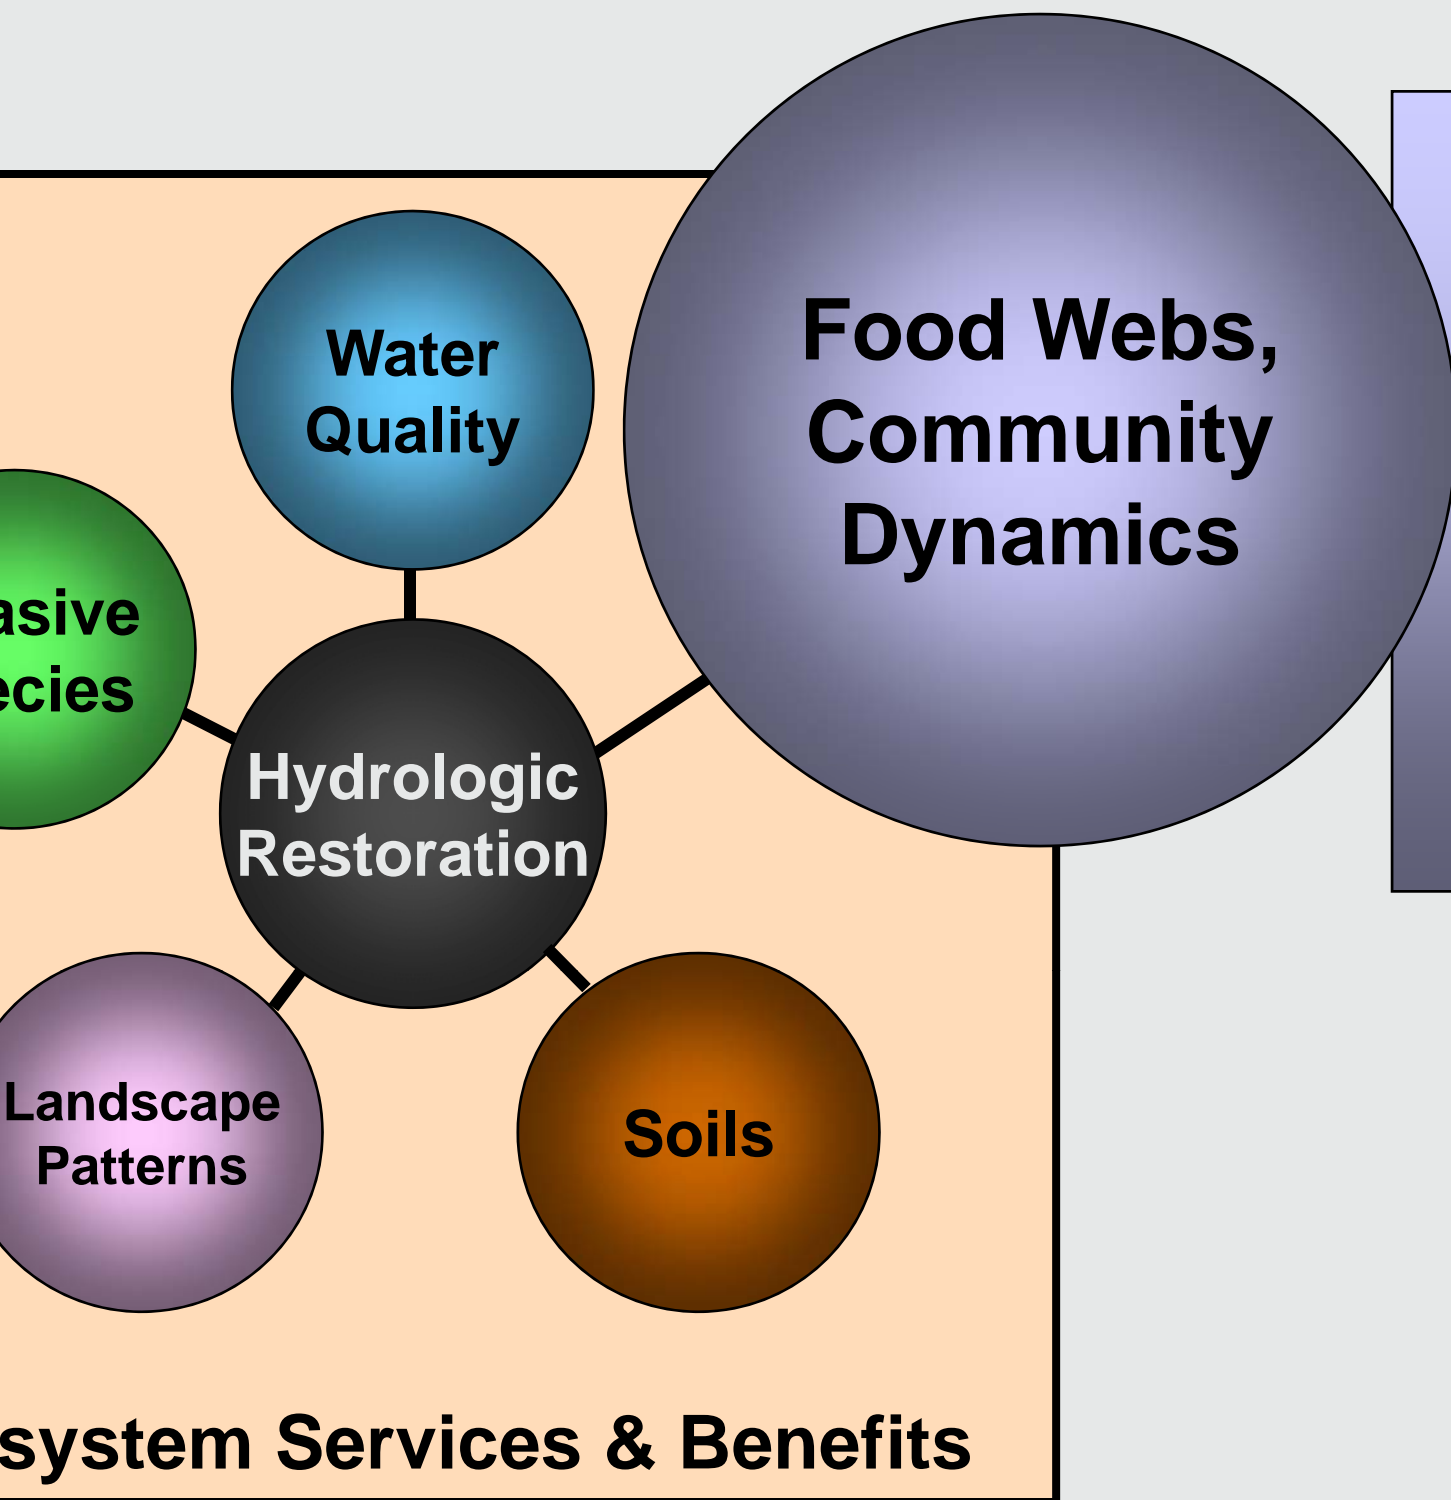 Water
Quality
Food Webs,
Community
Dynamics
asive
ecies
Hydrologic
Restoration
Landscape
Patterns
Soils
system Services & Benefits